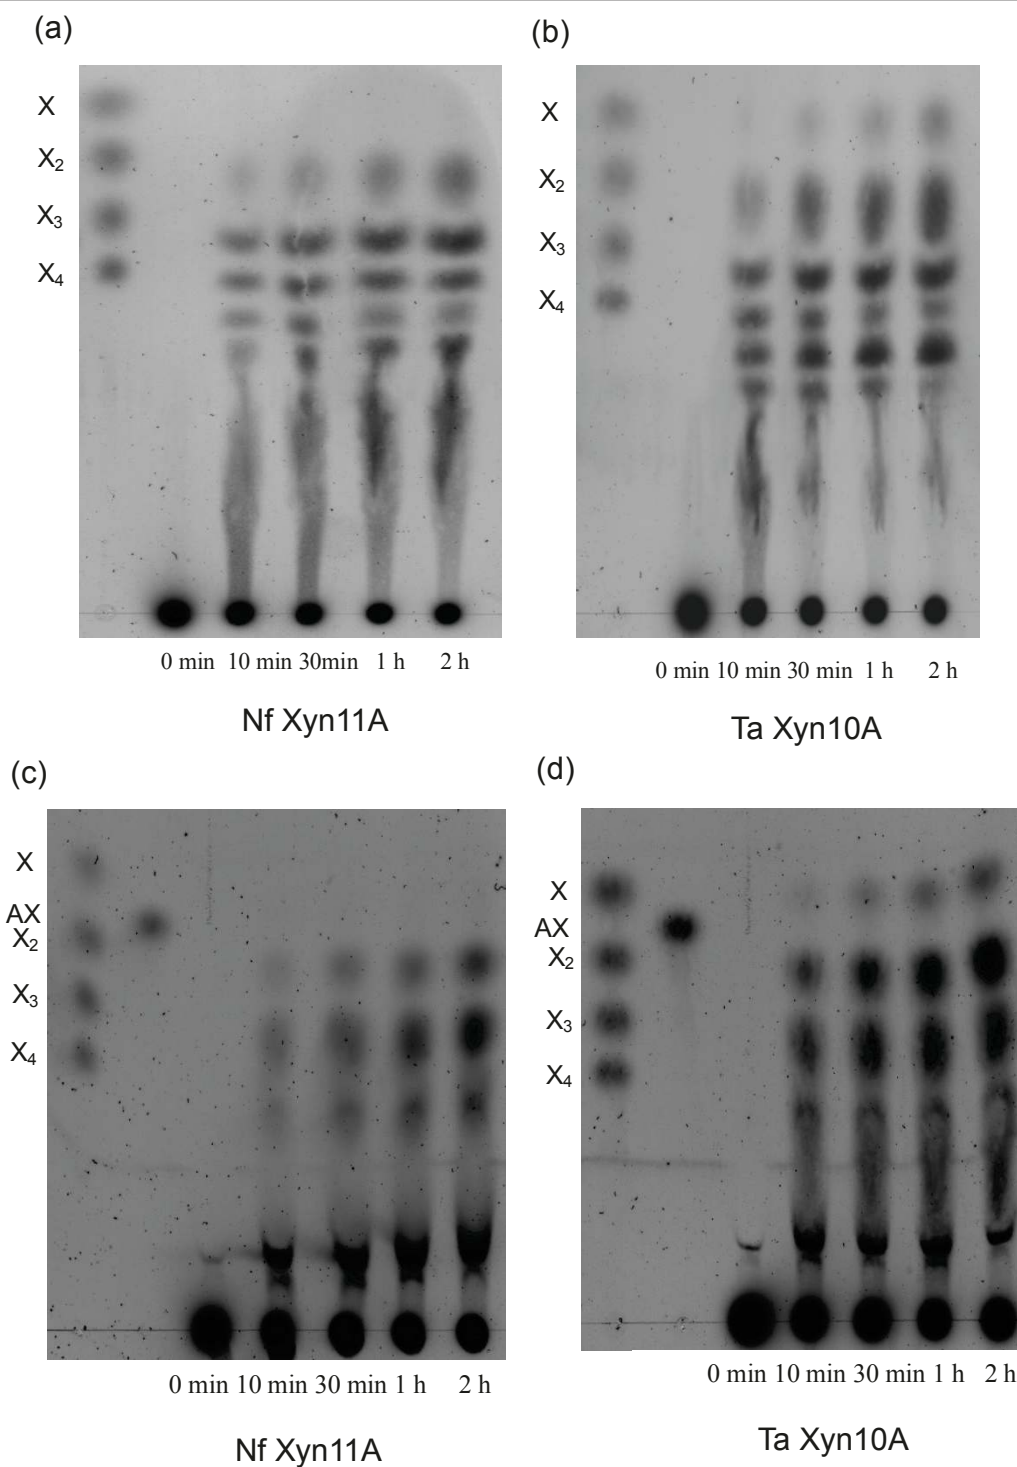 (a)
X
X2
X3
X4
0 min 10 min 30min 1 h 2 h
Nf Xyn11A
(b)
X
X2
X3
X4
0 min 10 min 30 min 1 h 2 h
Ta Xyn10A
(c)
X
AX
X2
X3
X4
0 min 10 min 30 min 1 h 2 h
Nf Xyn11A
(d)
X
AX
X2
X3
X4
0 min 10 min 30 min 1 h 2 h
Ta Xyn10A